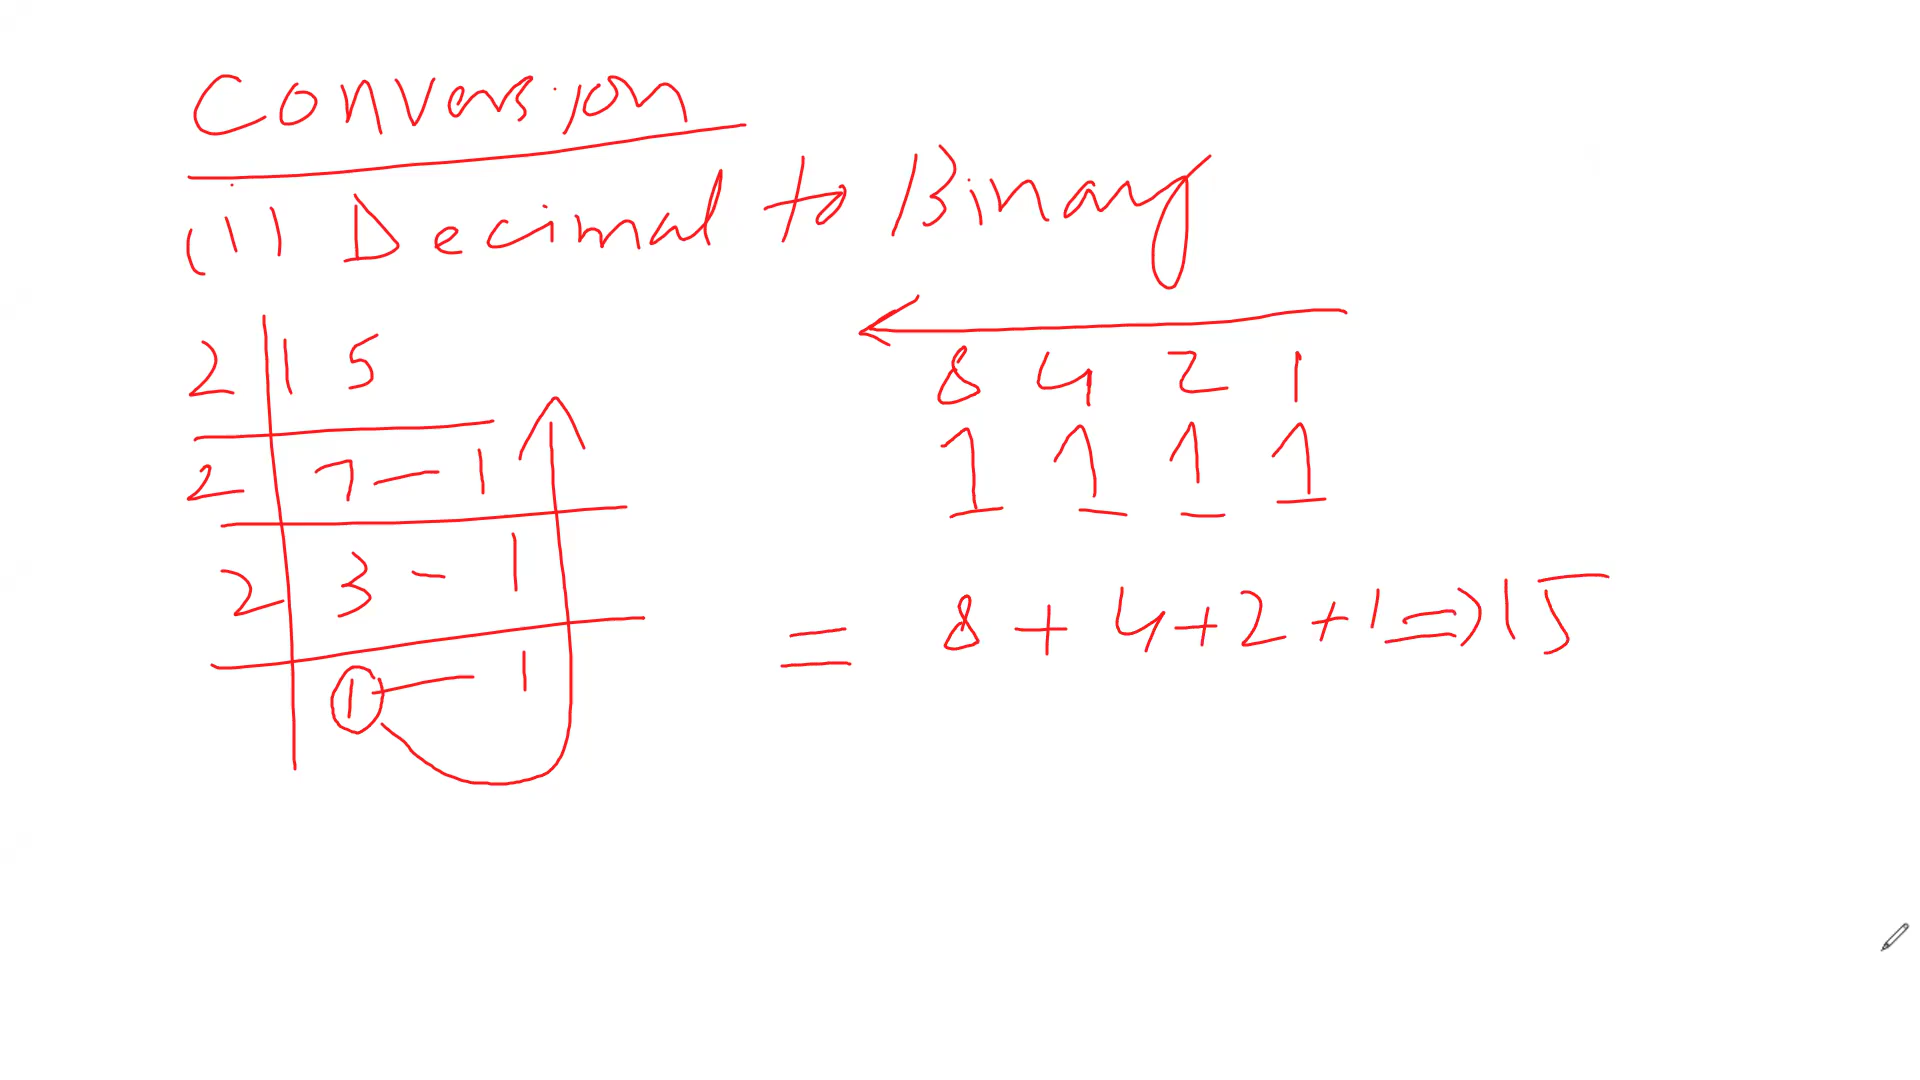 Conversion
(1) Decimal to Binary
2 | 15
2 | 7 — 1
2 | 3 - 1
1 — 1
8 4 2 1
1 1 1 1
= 8 + 4 + 2 + 1 => 15